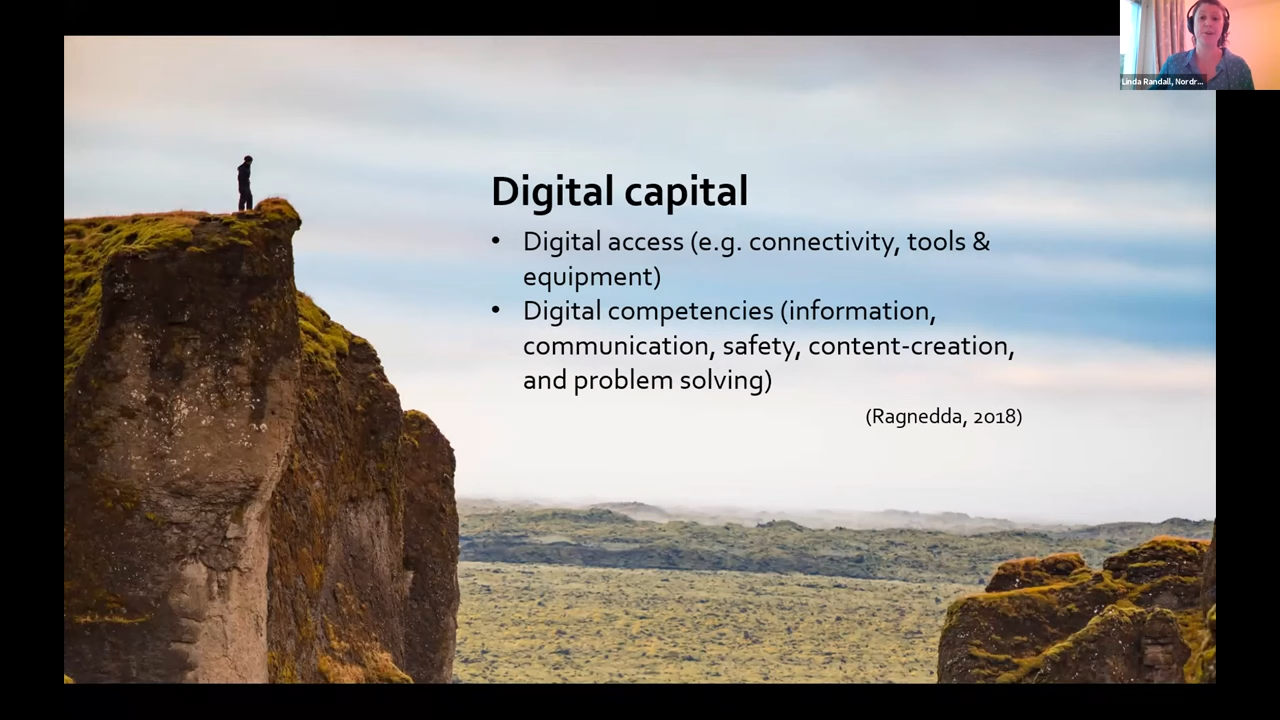 Linda Randall, Nordr...
Digital capital
• Digital access (e.g. connectivity, tools &
equipment)
• Digital competencies (information,
communication, safety, content-creation,
and problem solving)
(Ragnedda, 2018)